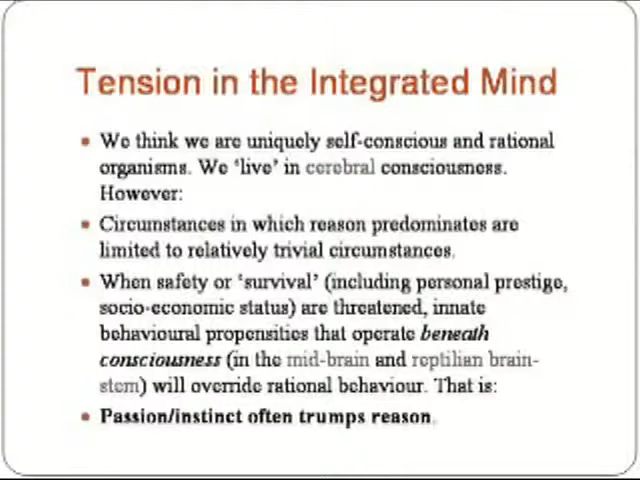 Tension in the Integrated Mind
• We think we are uniquely self-conscious and rational
organisms. We 'live' in cerebral consciousness.
However:
• Circumstances in which reason predominates are
limited to relatively trivial circumstances.
• When safety or 'survival' (including personal prestige,
socio-economic status) are threatened, innate
behavioural propensities that operate beneath
consciousness (in the mid-brain and reptilian brain-
stem) will override rational behaviour. That is:
• Passion/instinct often trumps reason.